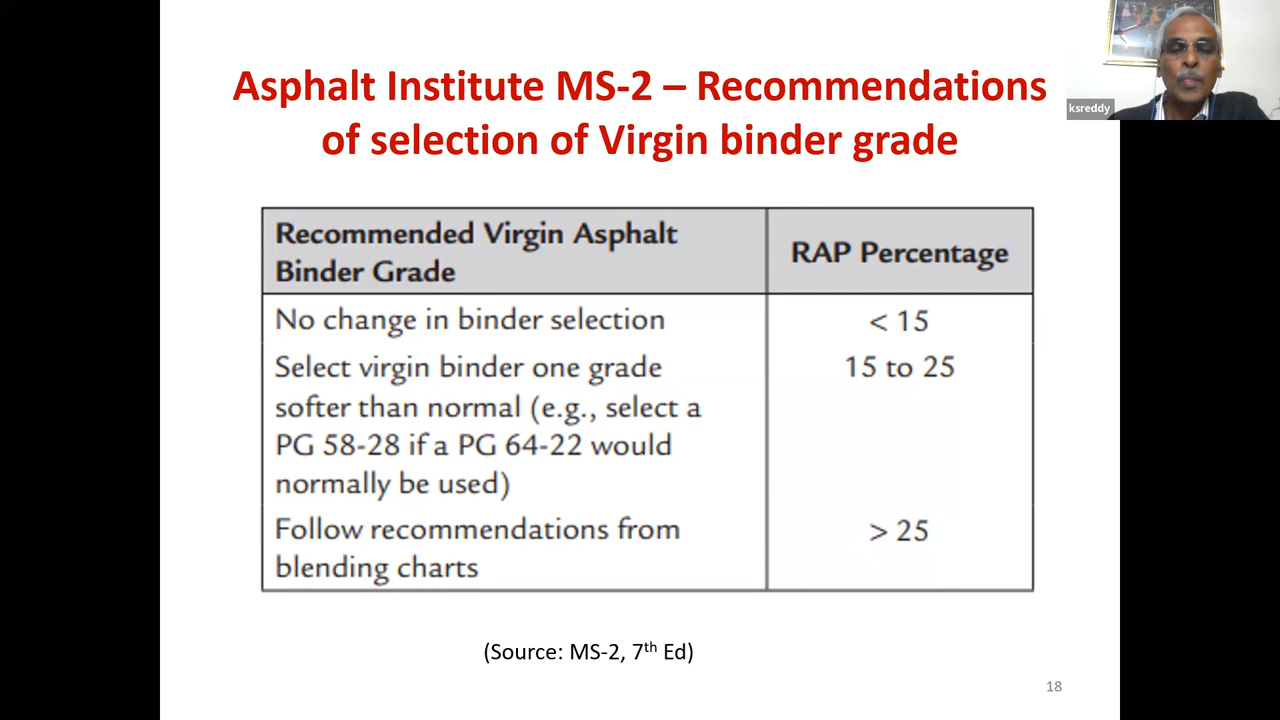 Asphalt Institute MS-2 – Recommendations
of selection of Virgin binder grade
ksreddy
Recommended Virgin Asphalt
Binder Grade
RAP Percentage
No change in binder selection
< 15
Select virgin binder one grade
softer than normal (e.g., select a
PG 58-28 if a PG 64-22 would
normally be used)
15 to 25
Follow recommendations from
blending charts
> 25
(Source: MS-2, 7th Ed)
18